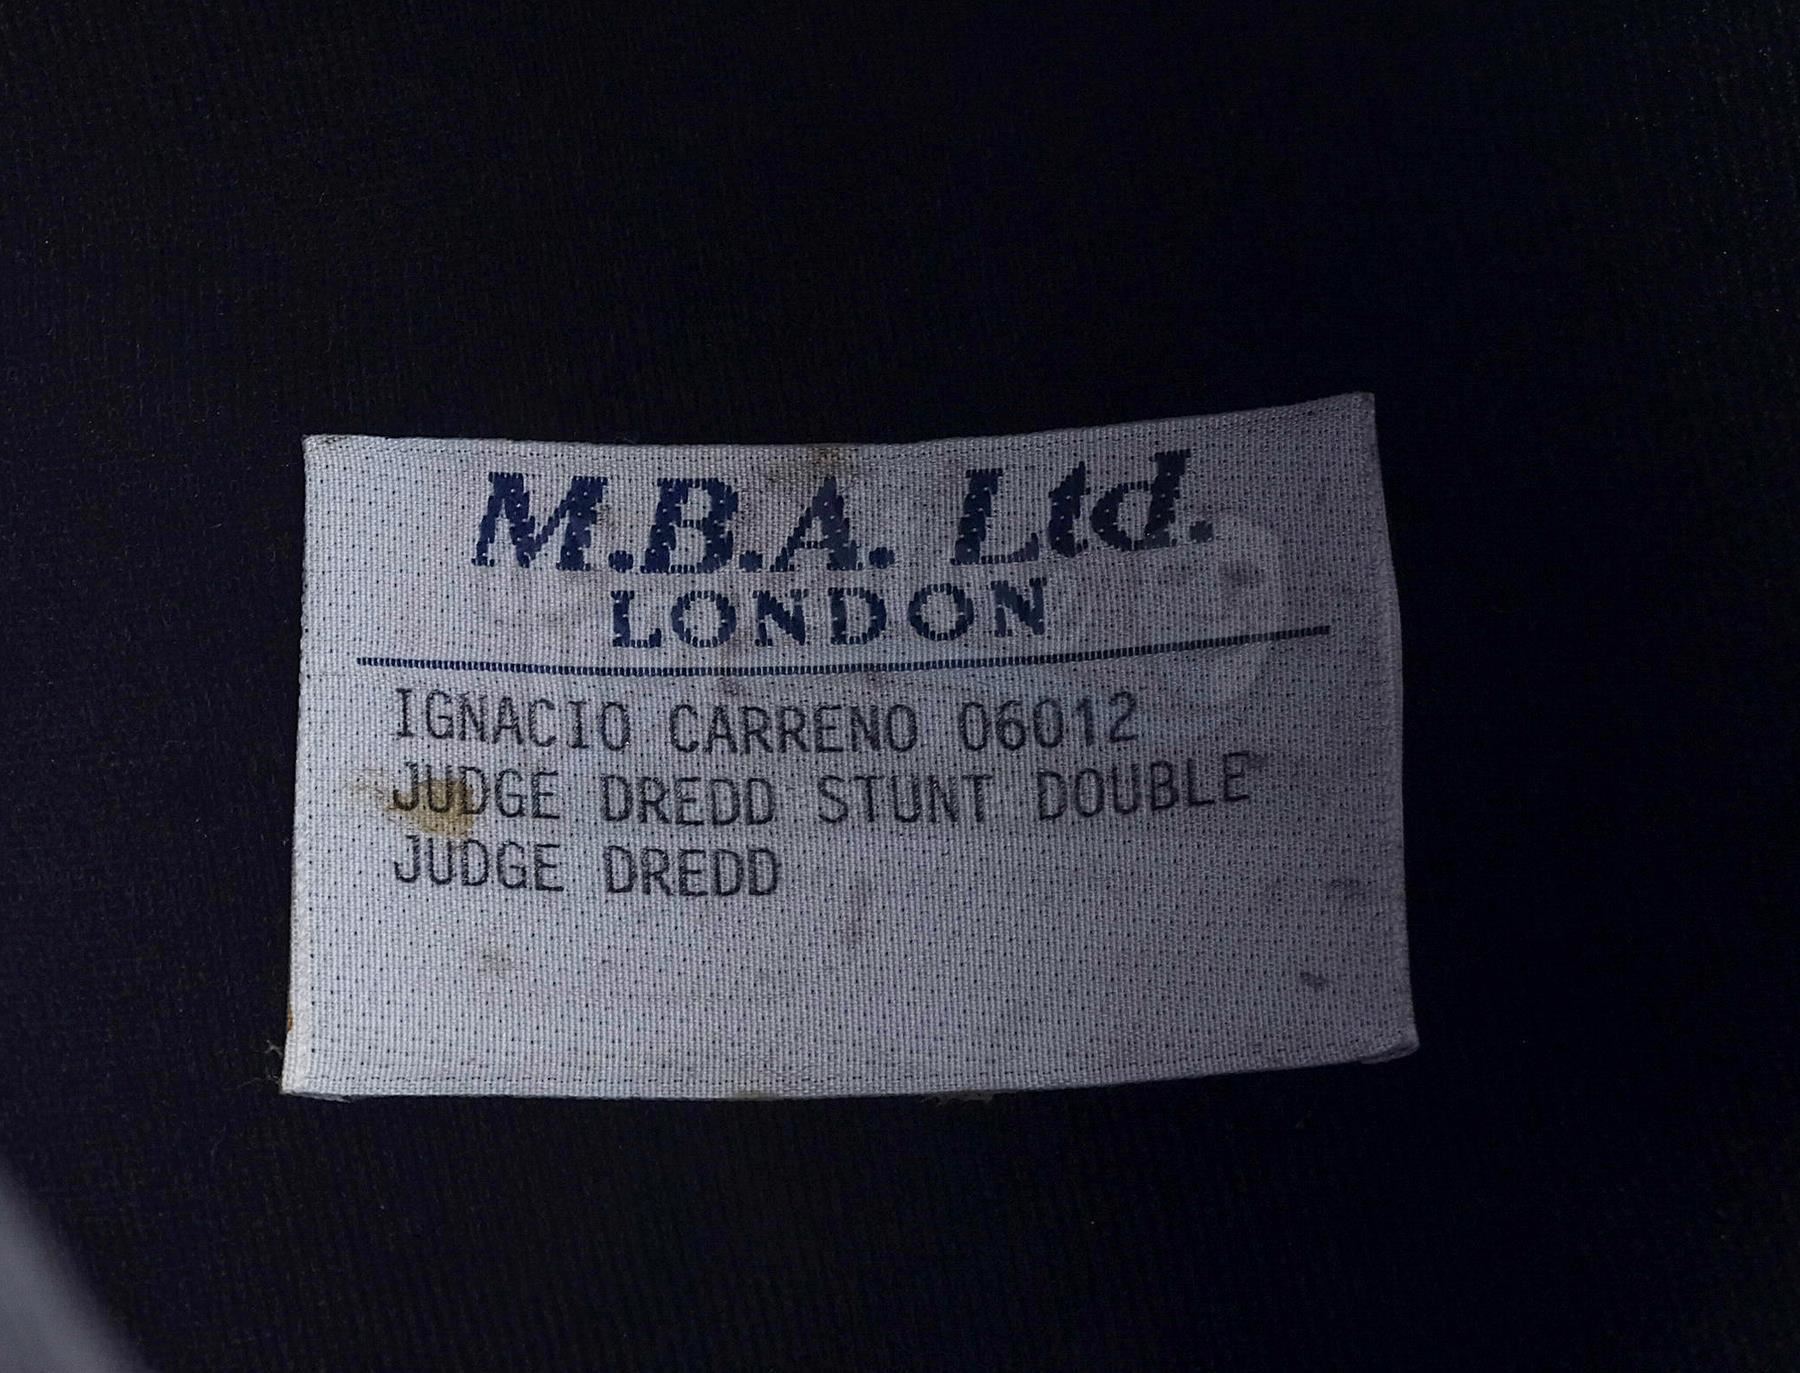 M.B.A. Ltd.
LONDON
IGNACIO CARRENO 06012
JUDGE DREDD STUNT DOUBLE
JUDGE DREDD